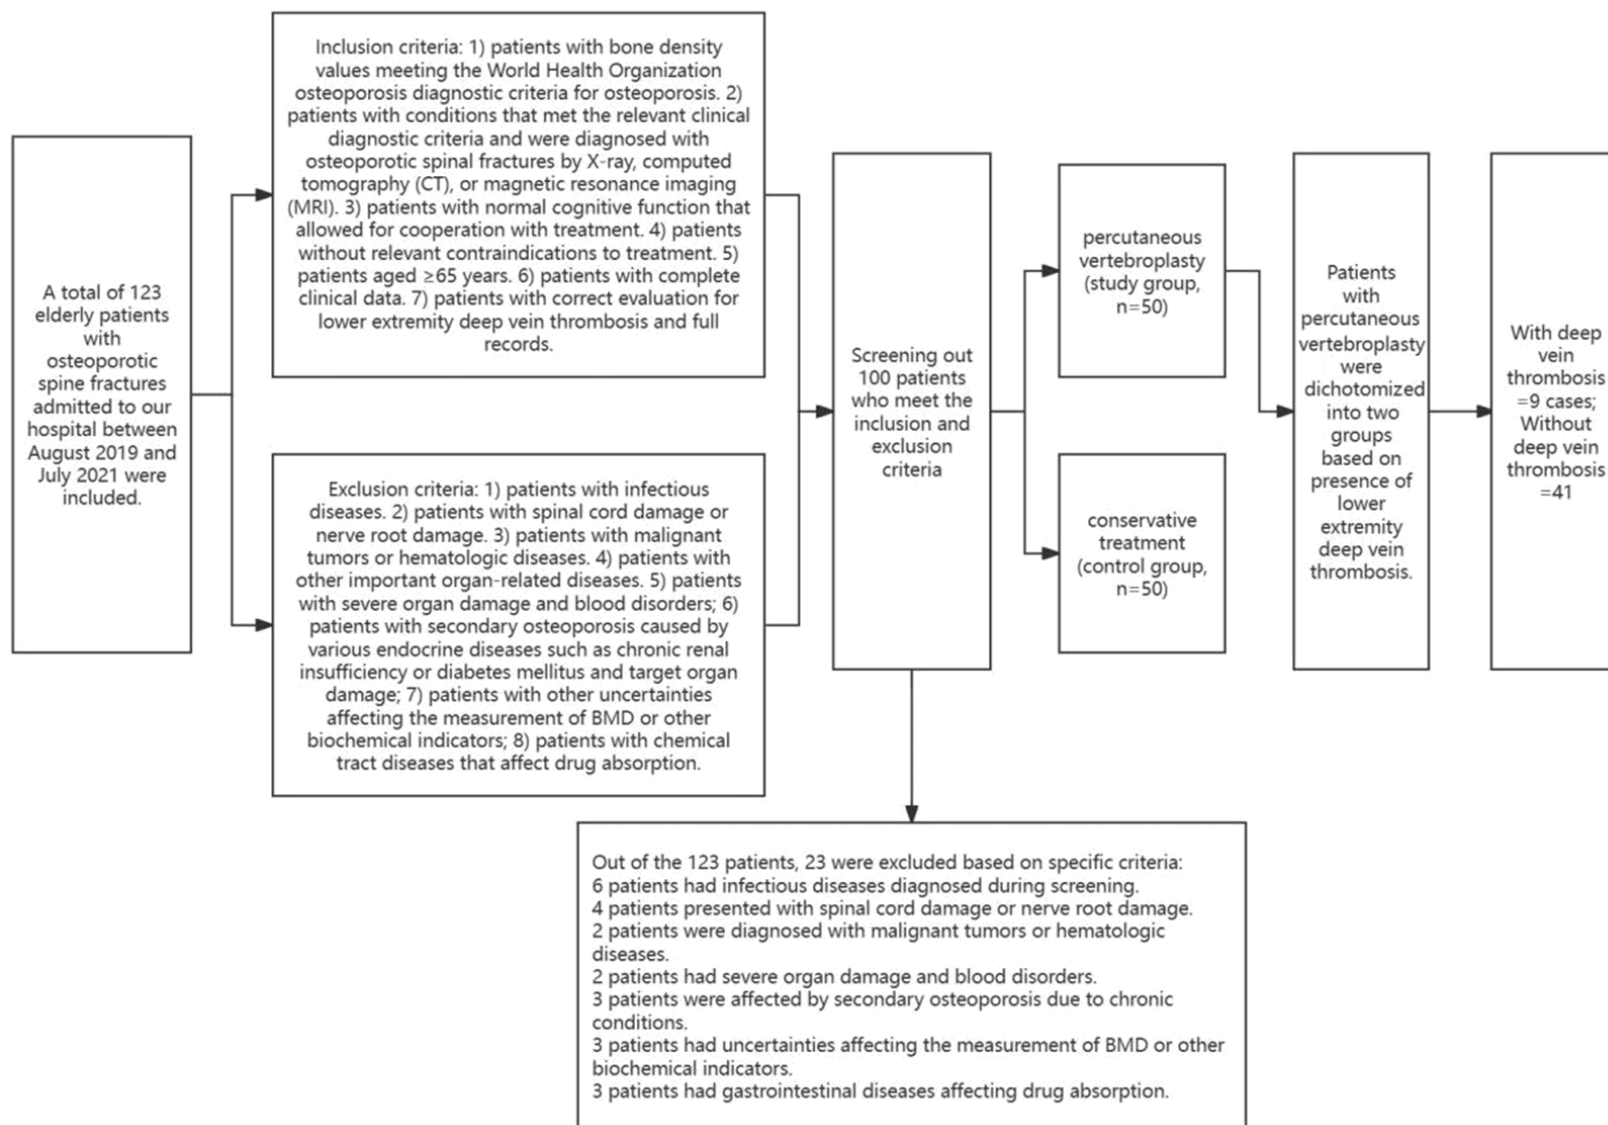 A total of 123
elderly patients
with
osteoporotic
spine fractures
admitted to our
hospital between
August 2019 and
July 2021 were
included.
Inclusion criteria: 1) patients with bone density
values meeting the World Health Organization
osteoporosis diagnostic criteria for osteoporosis. 2)
patients with conditions that met the relevant clinical
diagnostic criteria and were diagnosed with
osteoporotic spinal fractures by X-ray, computed
tomography (CT), or magnetic resonance imaging
(MRI). 3) patients with normal cognitive function that
allowed for cooperation with treatment. 4) patients
without relevant contraindications to treatment. 5)
patients aged ≥65 years. 6) patients with complete
clinical data. 7) patients with correct evaluation for
lower extremity deep vein thrombosis and full
records.
Exclusion criteria: 1) patients with infectious
diseases. 2) patients with spinal cord damage or
nerve root damage. 3) patients with malignant
tumors or hematologic diseases. 4) patients with
other important organ-related diseases. 5) patients
with severe organ damage and blood disorders; 6)
patients with secondary osteoporosis caused by
various endocrine diseases such as chronic renal
insufficiency or diabetes mellitus and target organ
damage; 7) patients with other uncertainties
affecting the measurement of BMD or other
biochemical indicators; 8) patients with chemical
tract diseases that affect drug absorption.
Screening out
100 patients
who meet the
inclusion and
exclusion
criteria
percutaneous
vertebroplasty
(study group,
n=50)
conservative
treatment
(control group,
n=50)
Patients
with
percutaneous
vertebroplasty
were
dichotomized
into two
groups
based on
presence of
lower
extremity
deep vein
thrombosis.
With deep
vein
thrombosis
=9 cases;
Without
deep vein
thrombosis
=41
Out of the 123 patients, 23 were excluded based on specific criteria:
6 patients had infectious diseases diagnosed during screening.
4 patients presented with spinal cord damage or nerve root damage.
2 patients were diagnosed with malignant tumors or hematologic
diseases.
2 patients had severe organ damage and blood disorders.
3 patients were affected by secondary osteoporosis due to chronic
conditions.
3 patients had uncertainties affecting the measurement of BMD or other
biochemical indicators.
3 patients had gastrointestinal diseases affecting drug absorption.